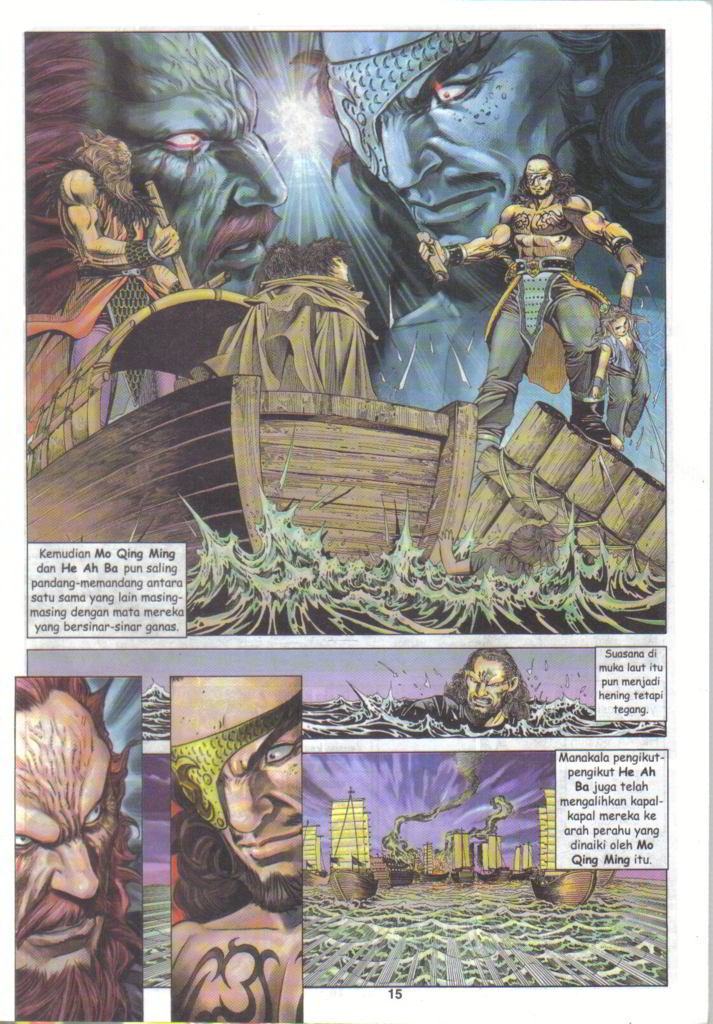 Kemudian Mo Qing Ming
dan He Ah Ba pun saling
pandang-memandang antara
satu sama yang lain masing-
masing dengan mata mereka
yang bersinar-sinar ganas.
Suasana di
muka laut itu
pun menjadi
hening tetapi
tegang.
Manakala pengikut-
pengikut He Ah
Ba juga telah
mengalihkan kapal-
kapal mereka ke
arah perahu yang
dinaiki oleh Mo
Qing Ming itu.
15